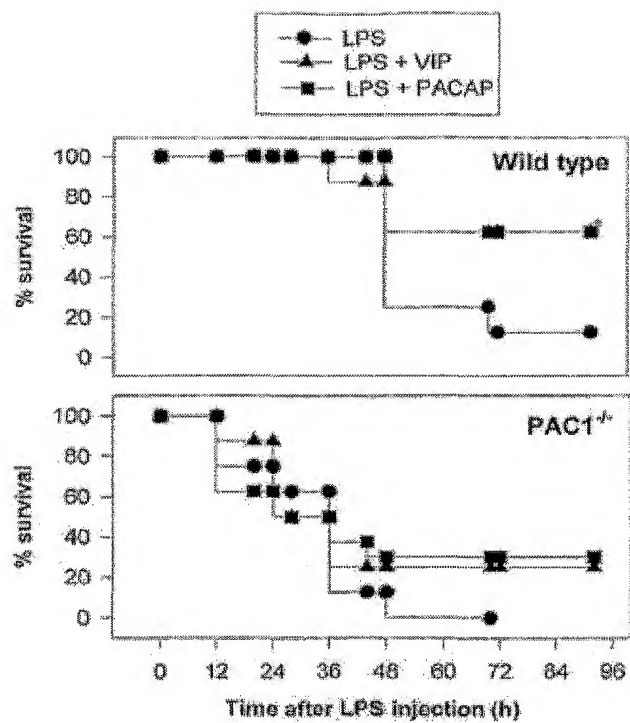 LPS
LPS + VIP
LPS + PACAP
Wild type
100
80
60
40
20
0
% survival
PAC1-/-
100
80
60
40
20
0
% survival
0 12 24 36 48 60 72 84 96
Time after LPS injection (h)